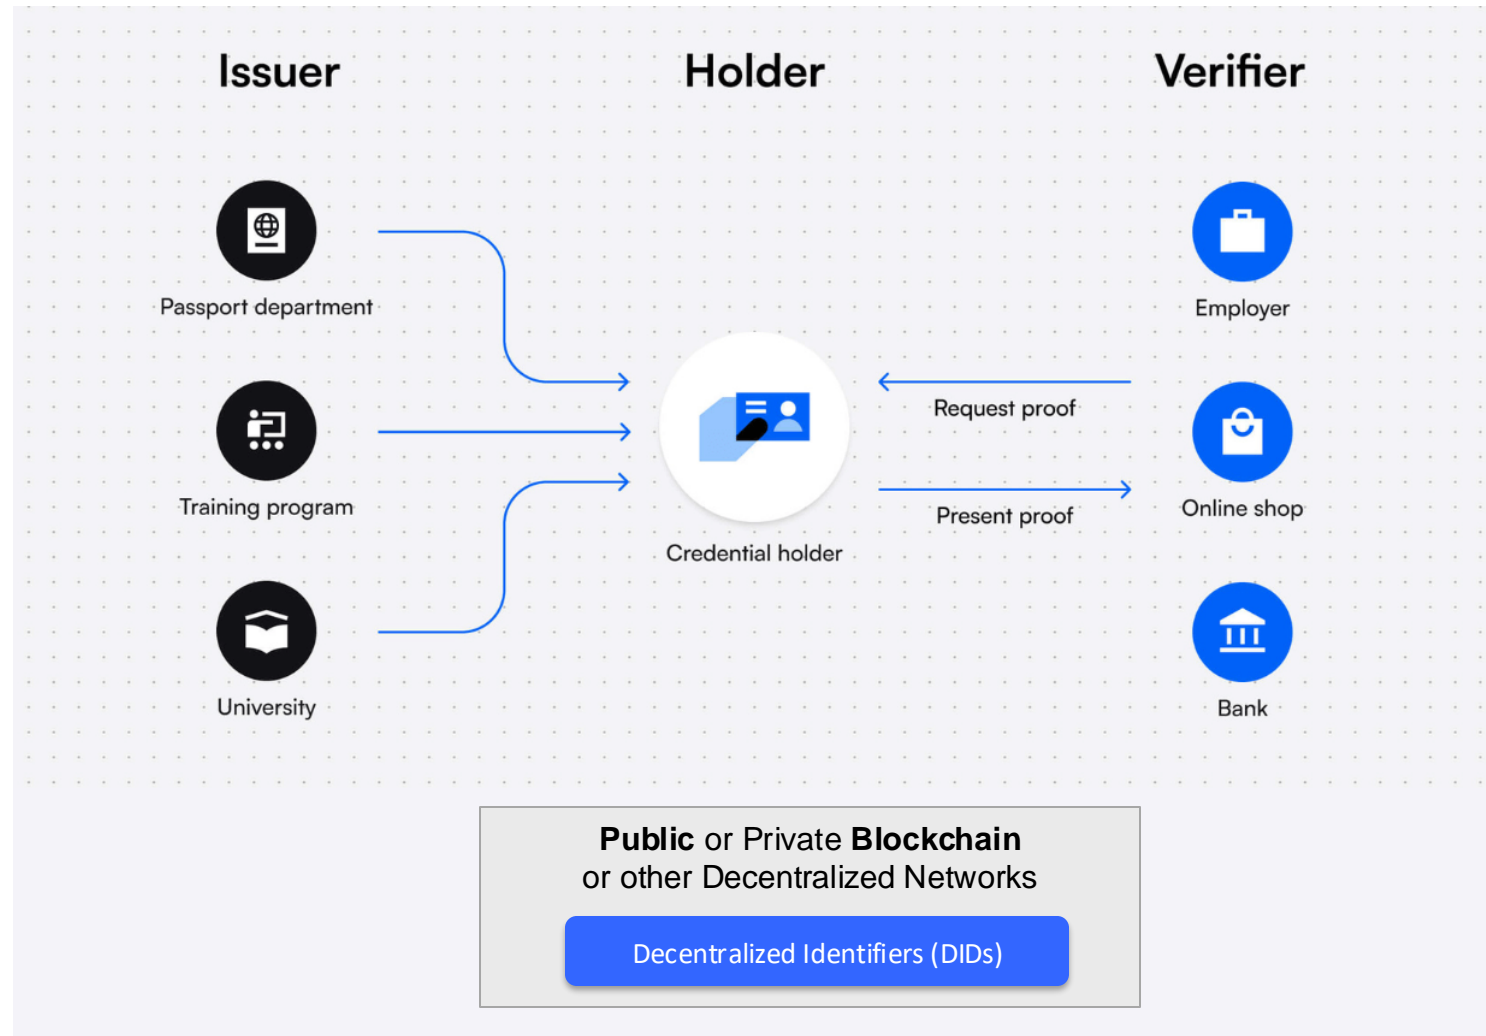 Issuer
Holder
Verifier
Passport department
Training program
University
Credential holder
Request proof
Present proof
Employer
Online shop
Bank
Public or Private Blockchain
or other Decentralized Networks
Decentralized Identifiers (DIDs)